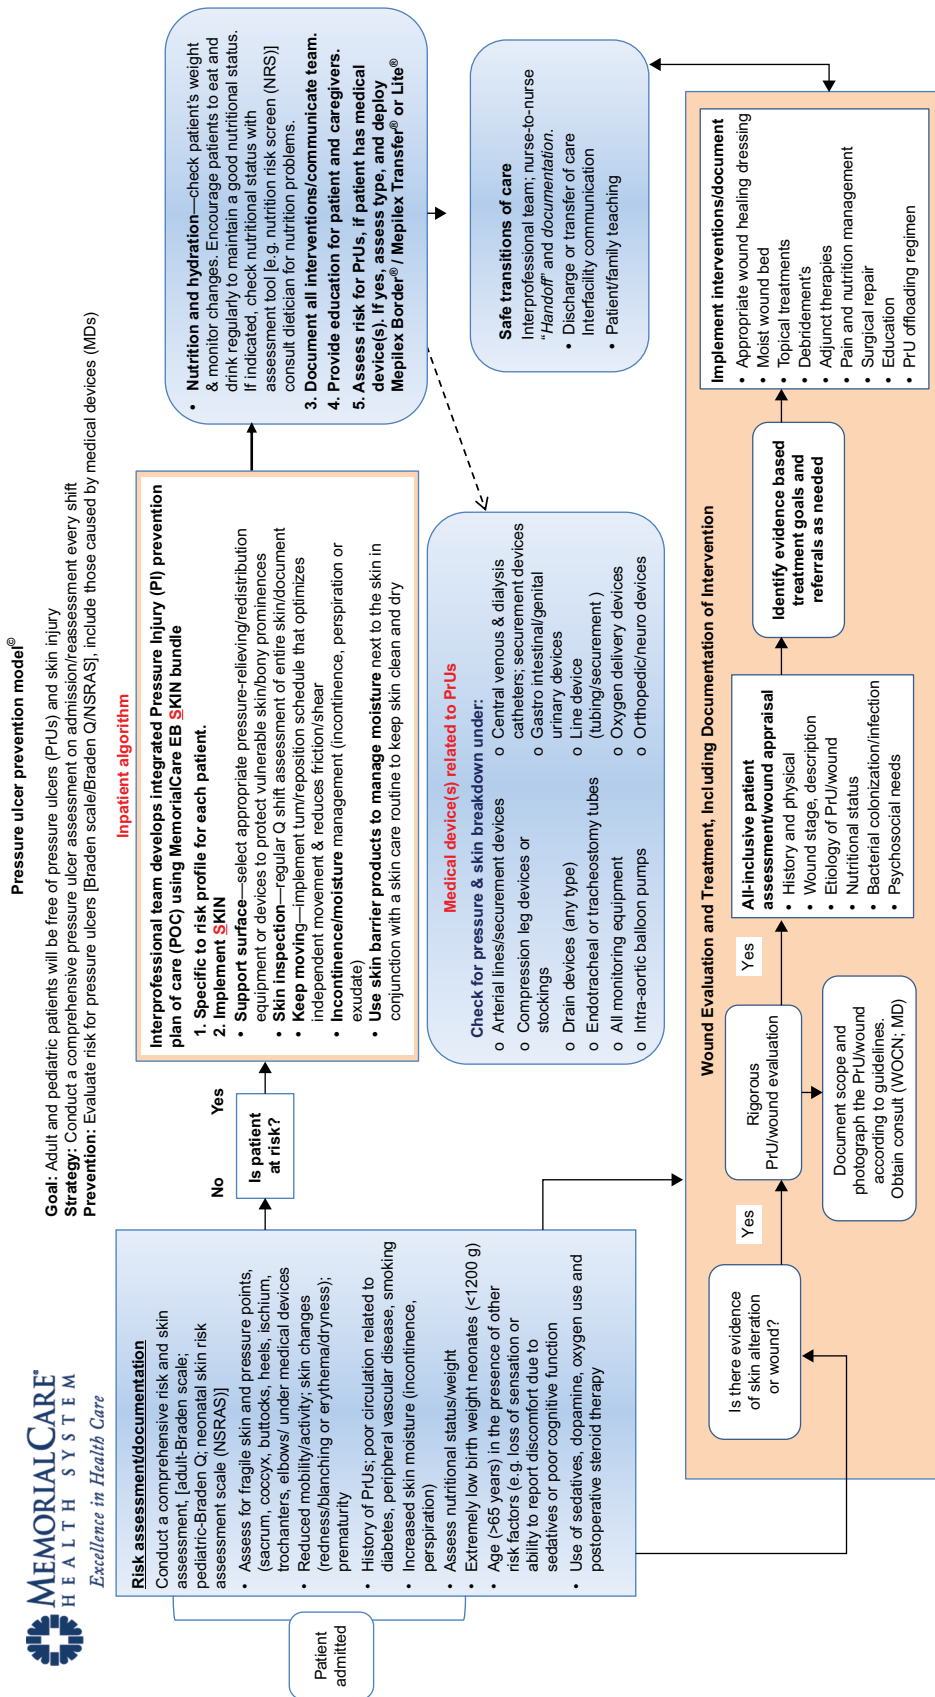 MEMORIALCARE®
HEALTH SYSTEM
Excellence in Health Care
Pressure ulcer prevention model©
Goal: Adult and pediatric patients will be free of pressure ulcers (PrUs) and skin injury
Strategy: Conduct a comprehensive pressure ulcer assessment on admission/reassessment every shift
Prevention: Evaluate risk for pressure ulcers [Braden scale/Braden Q/NSRAS], include those caused by medical devices (MDs)
Patient
admitted
Risk assessment/documentation
Conduct a comprehensive risk and skin
assessment, [adult-Braden scale;
pediatric-Braden Q; neonatal skin risk
assessment scale (NSRAS)]
• Assess for fragile skin and pressure points,
(sacrum, coccyx, buttocks, heels, ischium,
trochanters, elbows/ under medical devices
• Reduced mobility/activity; skin changes
(redness/blanching or erythema/dryness);
prematurity
• History of PrUs; poor circulation related to
diabetes, peripheral vascular disease, smoking
• Increased skin moisture (incontinence,
perspiration)
• Assess nutritional status/weight
• Extremely low birth weight neonates (<1200 g)
• Age (>65 years) in the presence of other
risk factors (e.g. loss of sensation or
ability to report discomfort due to
sedatives or poor cognitive function
• Use of sedatives, dopamine, oxygen use and
postoperative steroid therapy
No
Yes
Is patient
at risk?
Inpatient algorithm
Interprofessional team develops integrated Pressure Injury (PI) prevention
plan of care (POC) using MemorialCare EB SKIN bundle
1. Specific to risk profile for each patient.
2. Implement SKIN
• Support surface—select appropriate pressure-relieving/redistribution
equipment or devices to protect vulnerable skin/bony prominences
• Skin inspection—regular Q shift assessment of entire skin/document
• Keep moving—implement turn/reposition schedule that optimizes
independent movement & reduces friction/shear
• Incontinence/moisture management (incontinence, perspiration or
exudate)
• Use skin barrier products to manage moisture next to the skin in
conjunction with a skin care routine to keep skin clean and dry
• Nutrition and hydration—check patient's weight
& monitor changes. Encourage patients to eat and
drink regularly to maintain a good nutritional status.
If indicated, check nutritional status with
assessment tool [e.g. nutrition risk screen (NRS)]
consult dietician for nutrition problems.
3. Document all interventions/communicate team.
4. Provide education for patient and caregivers.
5. Assess risk for PrUs, if patient has medical
device(s). If yes, assess type, and deploy
Mepilex Border® / Mepilex Transfer® or Lite®
Medical device(s) related to PrUs
Check for pressure & skin breakdown under:
o Arterial lines/securement devices
o Compression leg devices or
stockings
o Drain devices (any type)
o Endotracheal or tracheostomy tubes
o All monitoring equipment
o Intra-aortic balloon pumps
o Central venous & dialysis
catheters; securement devices
o Gastro intestinal/genital
urinary devices
o Line device
(tubing/securement )
o Oxygen delivery devices
o Orthopedic/neuro devices
Safe transitions of care
Interprofessional team; nurse-to-nurse
“Handoff” and documentation.
• Discharge or transfer of care
Interfacility communication
• Patient/family teaching
Wound Evaluation and Treatment, Including Documentation of Intervention
Is there evidence
of skin alteration
or wound?
Yes
Rigorous
PrU/wound evaluation
Document scope and
photograph the PrU/wound
according to guidelines.
Obtain consult (WOCN; MD)
Yes
All-inclusive patient
assessment/wound appraisal
• History and physical
• Wound stage, description
• Etiology of PrU/wound
• Nutritional status
• Bacterial colonization/infection
• Psychosocial needs
Identify evidence based
treatment goals and
referrals as needed
Implement interventions/document
• Appropriate wound healing dressing
• Moist wound bed
• Topical treatments
• Debridement's
• Adjunct therapies
• Pain and nutrition management
• Surgical repair
• Education
• PrU offloading regimen